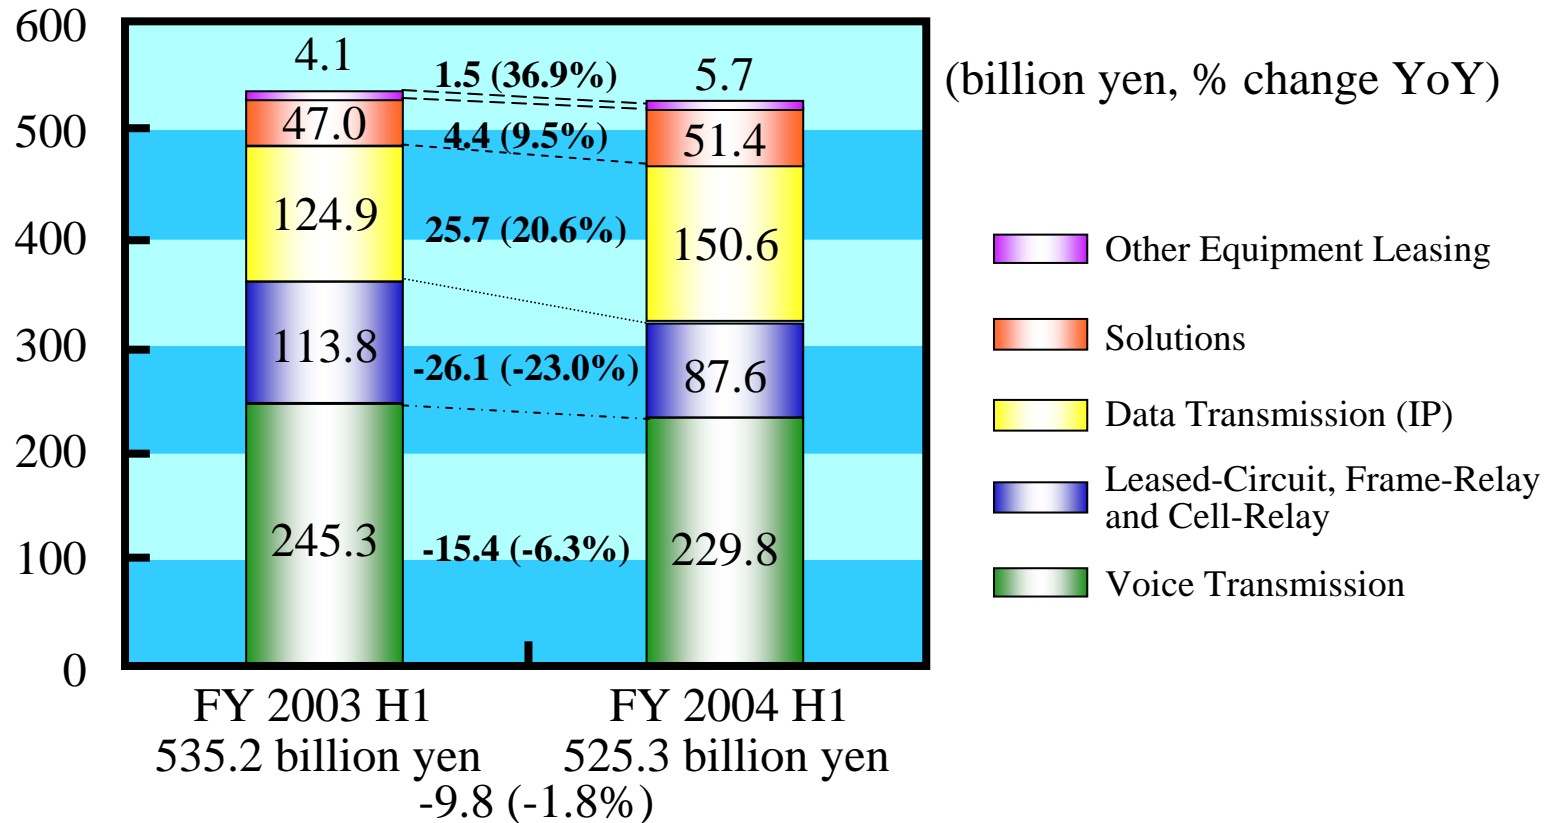 600
500
400
300
200
100
0
4.1
47.0
124.9
113.8
245.3
1.5 (36.9%)
4.4 (9.5%)
25.7 (20.6%)
-26.1 (-23.0%)
-15.4 (-6.3%)
5.7
51.4
150.6
87.6
229.8
(billion yen, % change YoY)
Other Equipment Leasing
Solutions
Data Transmission (IP)
Leased-Circuit, Frame-Relay
and Cell-Relay
Voice Transmission
FY 2003 H1
535.2 billion yen
FY 2004 H1
525.3 billion yen
-9.8 (-1.8%)